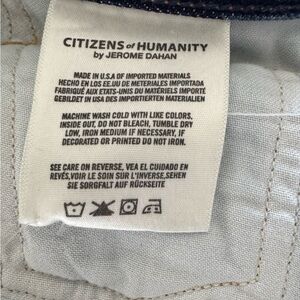 CITIZENS of HUMANITY
by JEROME DAHAN
MADE IN U.S.A OF IMPORTED MATERIALS
HECHO EN LOS EE.UU DE METERIALES IMPORTADA
FABRIQUÉ AUX ETATS-UNIS DU MATÉRIELS IMPORTÉ
GEBILDET IN USA DES IMPORTIERTEN MATERIELLEN
MACHINE WASH COLD WITH LIKE COLORS,
INSIDE OUT, DO NOT BLEACH, TUMBLE DRY
LOW, IRON MEDIUM IF NECESSARY, IF
DECORATED OR PRINTED DO NOT IRON.
SEE CARE ON REVERSE, VEA EL CUIDADO EN
REVÉS,VOIR LE SOIN SUR L'INVERSE,SEHEN
SIE SORGFALT AUF RÜCKSEITE